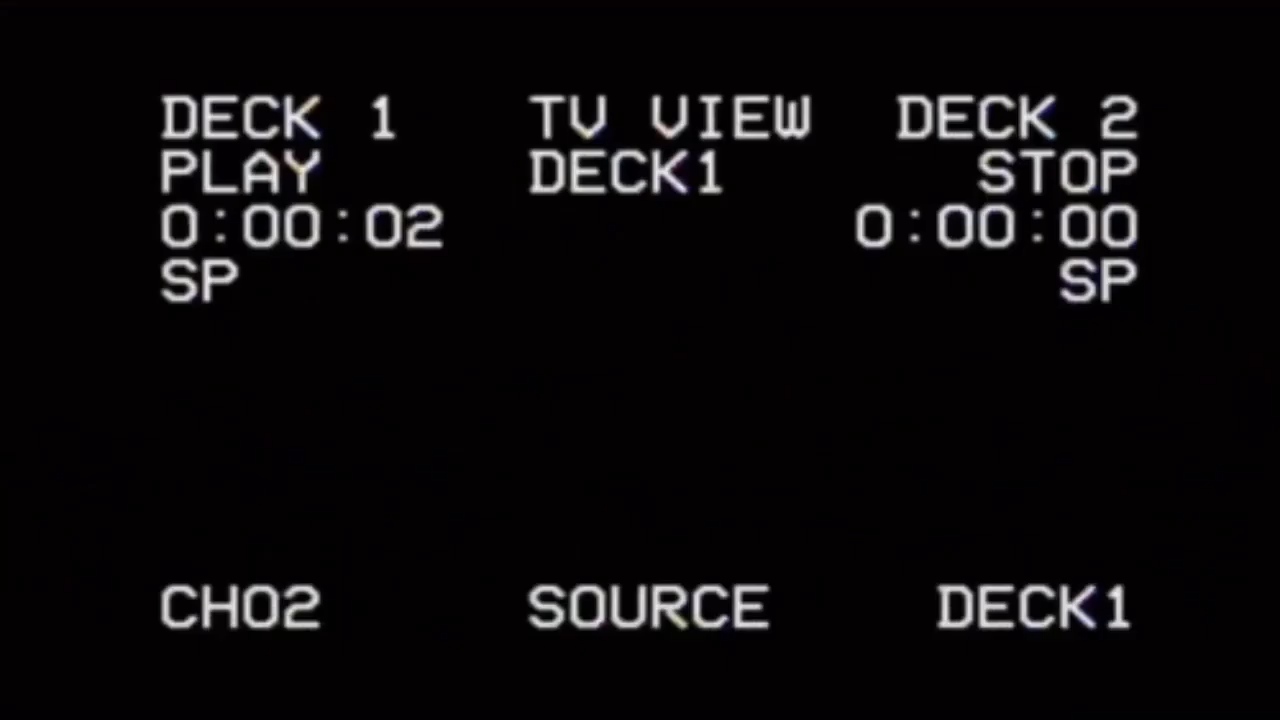 DECK 1 TV VIEW DECK 2
PLAY DECK1 STOP
0:00:02 0:00:00
SP SP
CH02 SOURCE DECK1